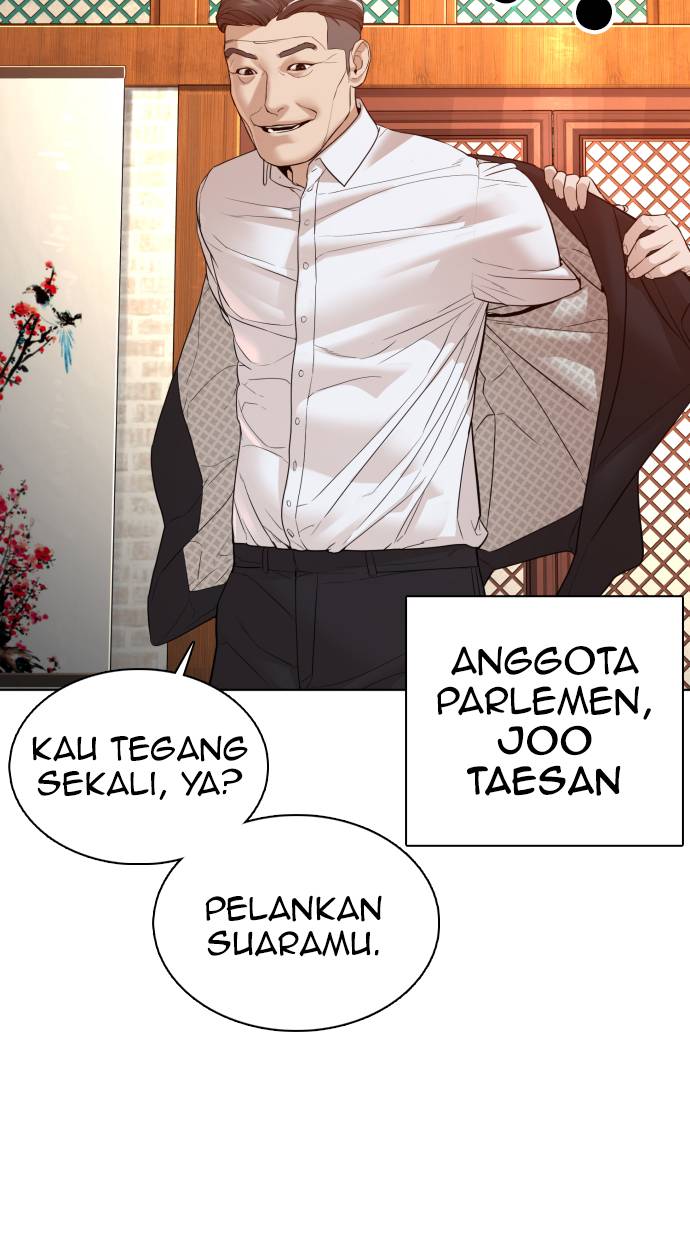 ANGGOTA
PARLEMEN,
JOO
TAESAN
KAU TEGANG
SEKALI, YA?
PELANKAN
SUARAMU.